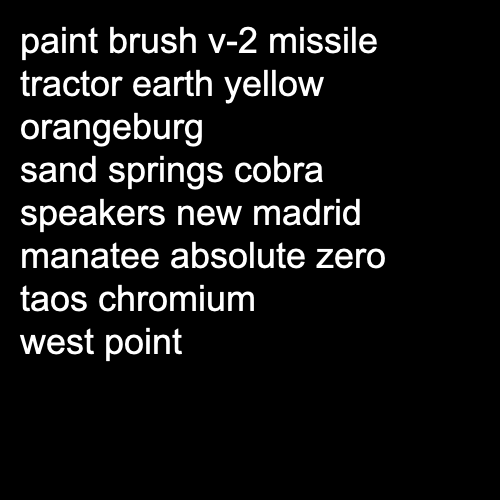 paint brush v-2 missile
tractor earth yellow
orangeburg
sand springs cobra
speakers new madrid
manatee absolute zero
taos chromium
west point